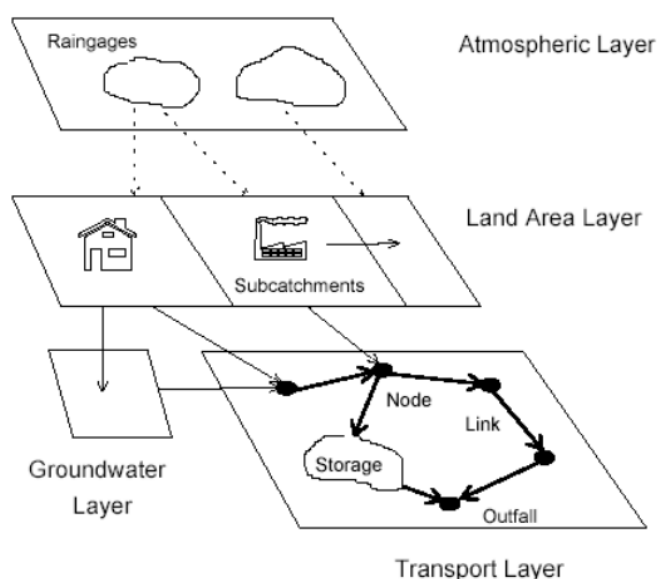 Raingages
Atmospheric Layer
Land Area Layer
Subcatchments
Node
Link
Storage
Groundwater
Layer
Outfall
Transport Layer